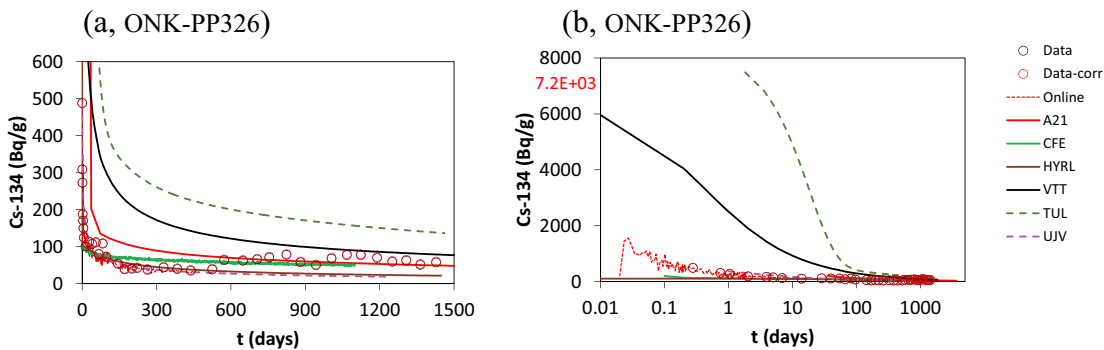 (a, ONK-PP326)
600
500
400
300
200
100
0
Cs-134 (Bq/g)
0 300 600 900 1200 1500
t (days)
(b, ONK-PP326)
8000
7.2E+03
6000
4000
2000
0
Cs-134 (Bq/g)
0.01 0.1 1 10 100 1000
t (days)
Data
Data-corr
Online
A21
CFE
HYRL
VTT
TUL
UJV